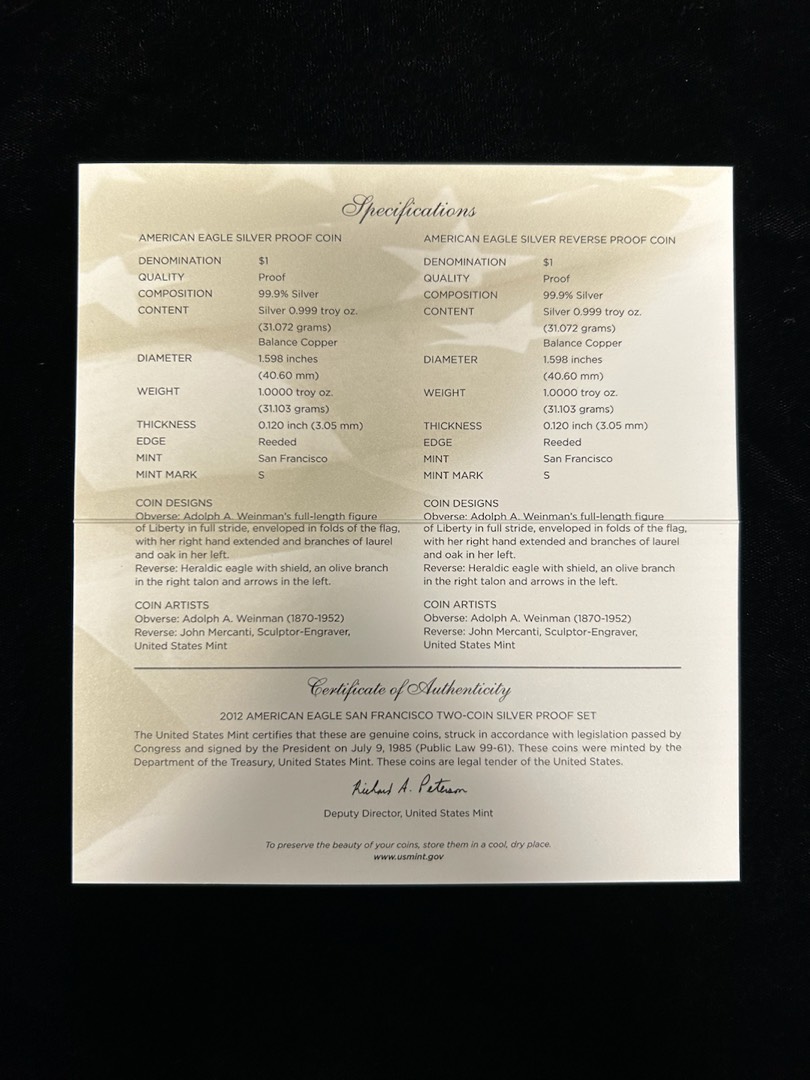 Specifications
AMERICAN EAGLE SILVER PROOF COIN
DENOMINATION $1
QUALITY Proof
COMPOSITION 99.9% Silver
CONTENT Silver 0.999 troy oz.
(31.072 grams)
Balance Copper
DIAMETER 1.598 inches
(40.60 mm)
WEIGHT 1.0000 troy oz.
(31.103 grams)
THICKNESS 0.120 inch (3.05 mm)
EDGE Reeded
MINT San Francisco
MINT MARK S
COIN DESIGNS
Obverse: Adolph A. Weinman's full-length figure
of Liberty in full stride, enveloped in folds of the flag,
with her right hand extended and branches of laurel
and oak in her left.
Reverse: Heraldic eagle with shield, an olive branch
in the right talon and arrows in the left.
COIN ARTISTS
Obverse: Adolph A. Weinman (1870-1952)
Reverse: John Mercanti, Sculptor-Engraver,
United States Mint
AMERICAN EAGLE SILVER REVERSE PROOF COIN
DENOMINATION $1
QUALITY Proof
COMPOSITION 99.9% Silver
CONTENT Silver 0.999 troy oz.
(31.072 grams)
Balance Copper
DIAMETER 1.598 inches
(40.60 mm)
WEIGHT 1.0000 troy oz.
(31.103 grams)
THICKNESS 0.120 inch (3.05 mm)
EDGE Reeded
MINT San Francisco
MINT MARK S
COIN DESIGNS
Obverse: Adolph A. Weinman's full-length figure
of Liberty in full stride, enveloped in folds of the flag,
with her right hand extended and branches of laurel
and oak in her left.
Reverse: Heraldic eagle with shield, an olive branch
in the right talon and arrows in the left.
COIN ARTISTS
Obverse: Adolph A. Weinman (1870-1952)
Reverse: John Mercanti, Sculptor-Engraver,
United States Mint
Certificate of Authenticity
2012 AMERICAN EAGLE SAN FRANCISCO TWO-COIN SILVER PROOF SET
The United States Mint certifies that these are genuine coins, struck in accordance with legislation passed by
Congress and signed by the President on July 9, 1985 (Public Law 99-61). These coins were minted by the
Department of the Treasury, United States Mint. These coins are legal tender of the United States.
Richard A. Peterson
Deputy Director, United States Mint
To preserve the beauty of your coins, store them in a cool, dry place.
www.usmint.gov